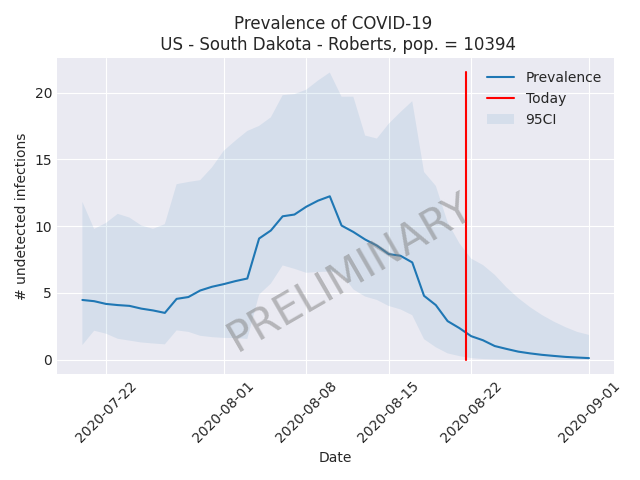 Prevalence of COVID-19
US - South Dakota - Roberts, pop. = 10394
# undetected infections
20
15
10
5
0
Prevalence
Today
95CI
PRELIMINARY
2020-07-22
2020-08-01
2020-08-08
2020-08-15
2020-08-22
2020-09-01
Date